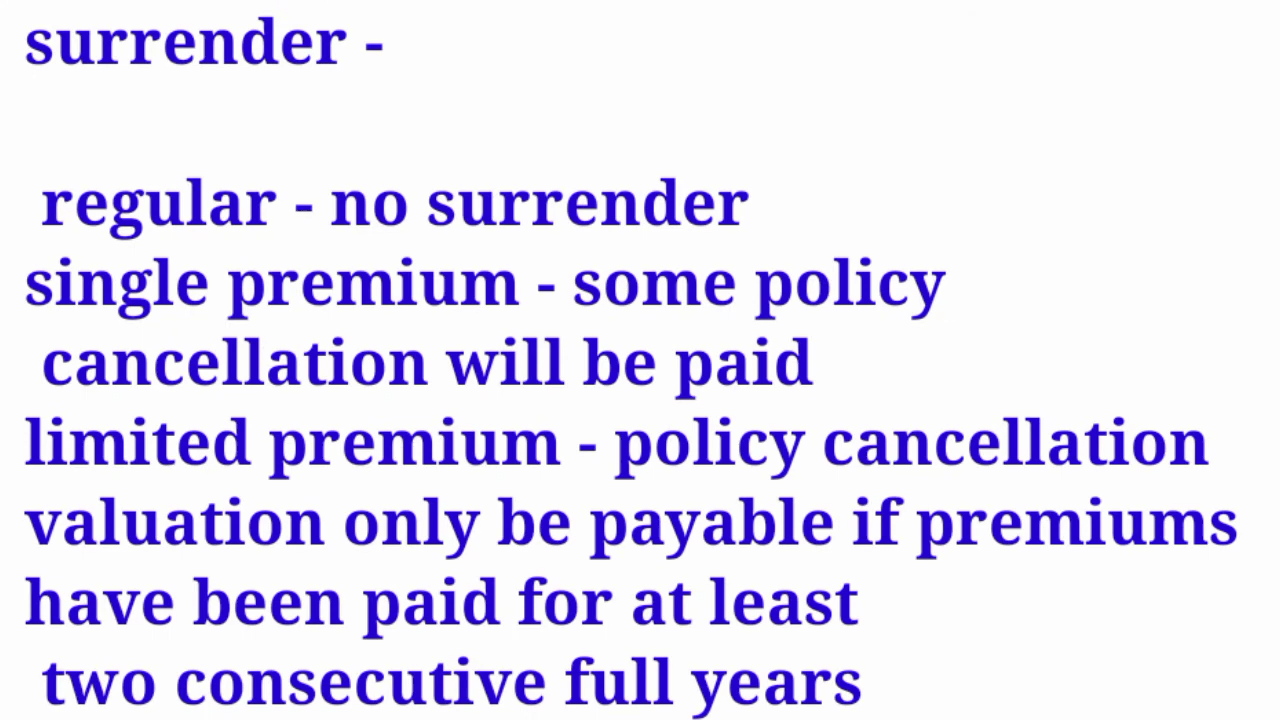 surrender -
regular - no surrender
single premium - some policy
cancellation will be paid
limited premium - policy cancellation
valuation only be payable if premiums
have been paid for at least
two consecutive full years